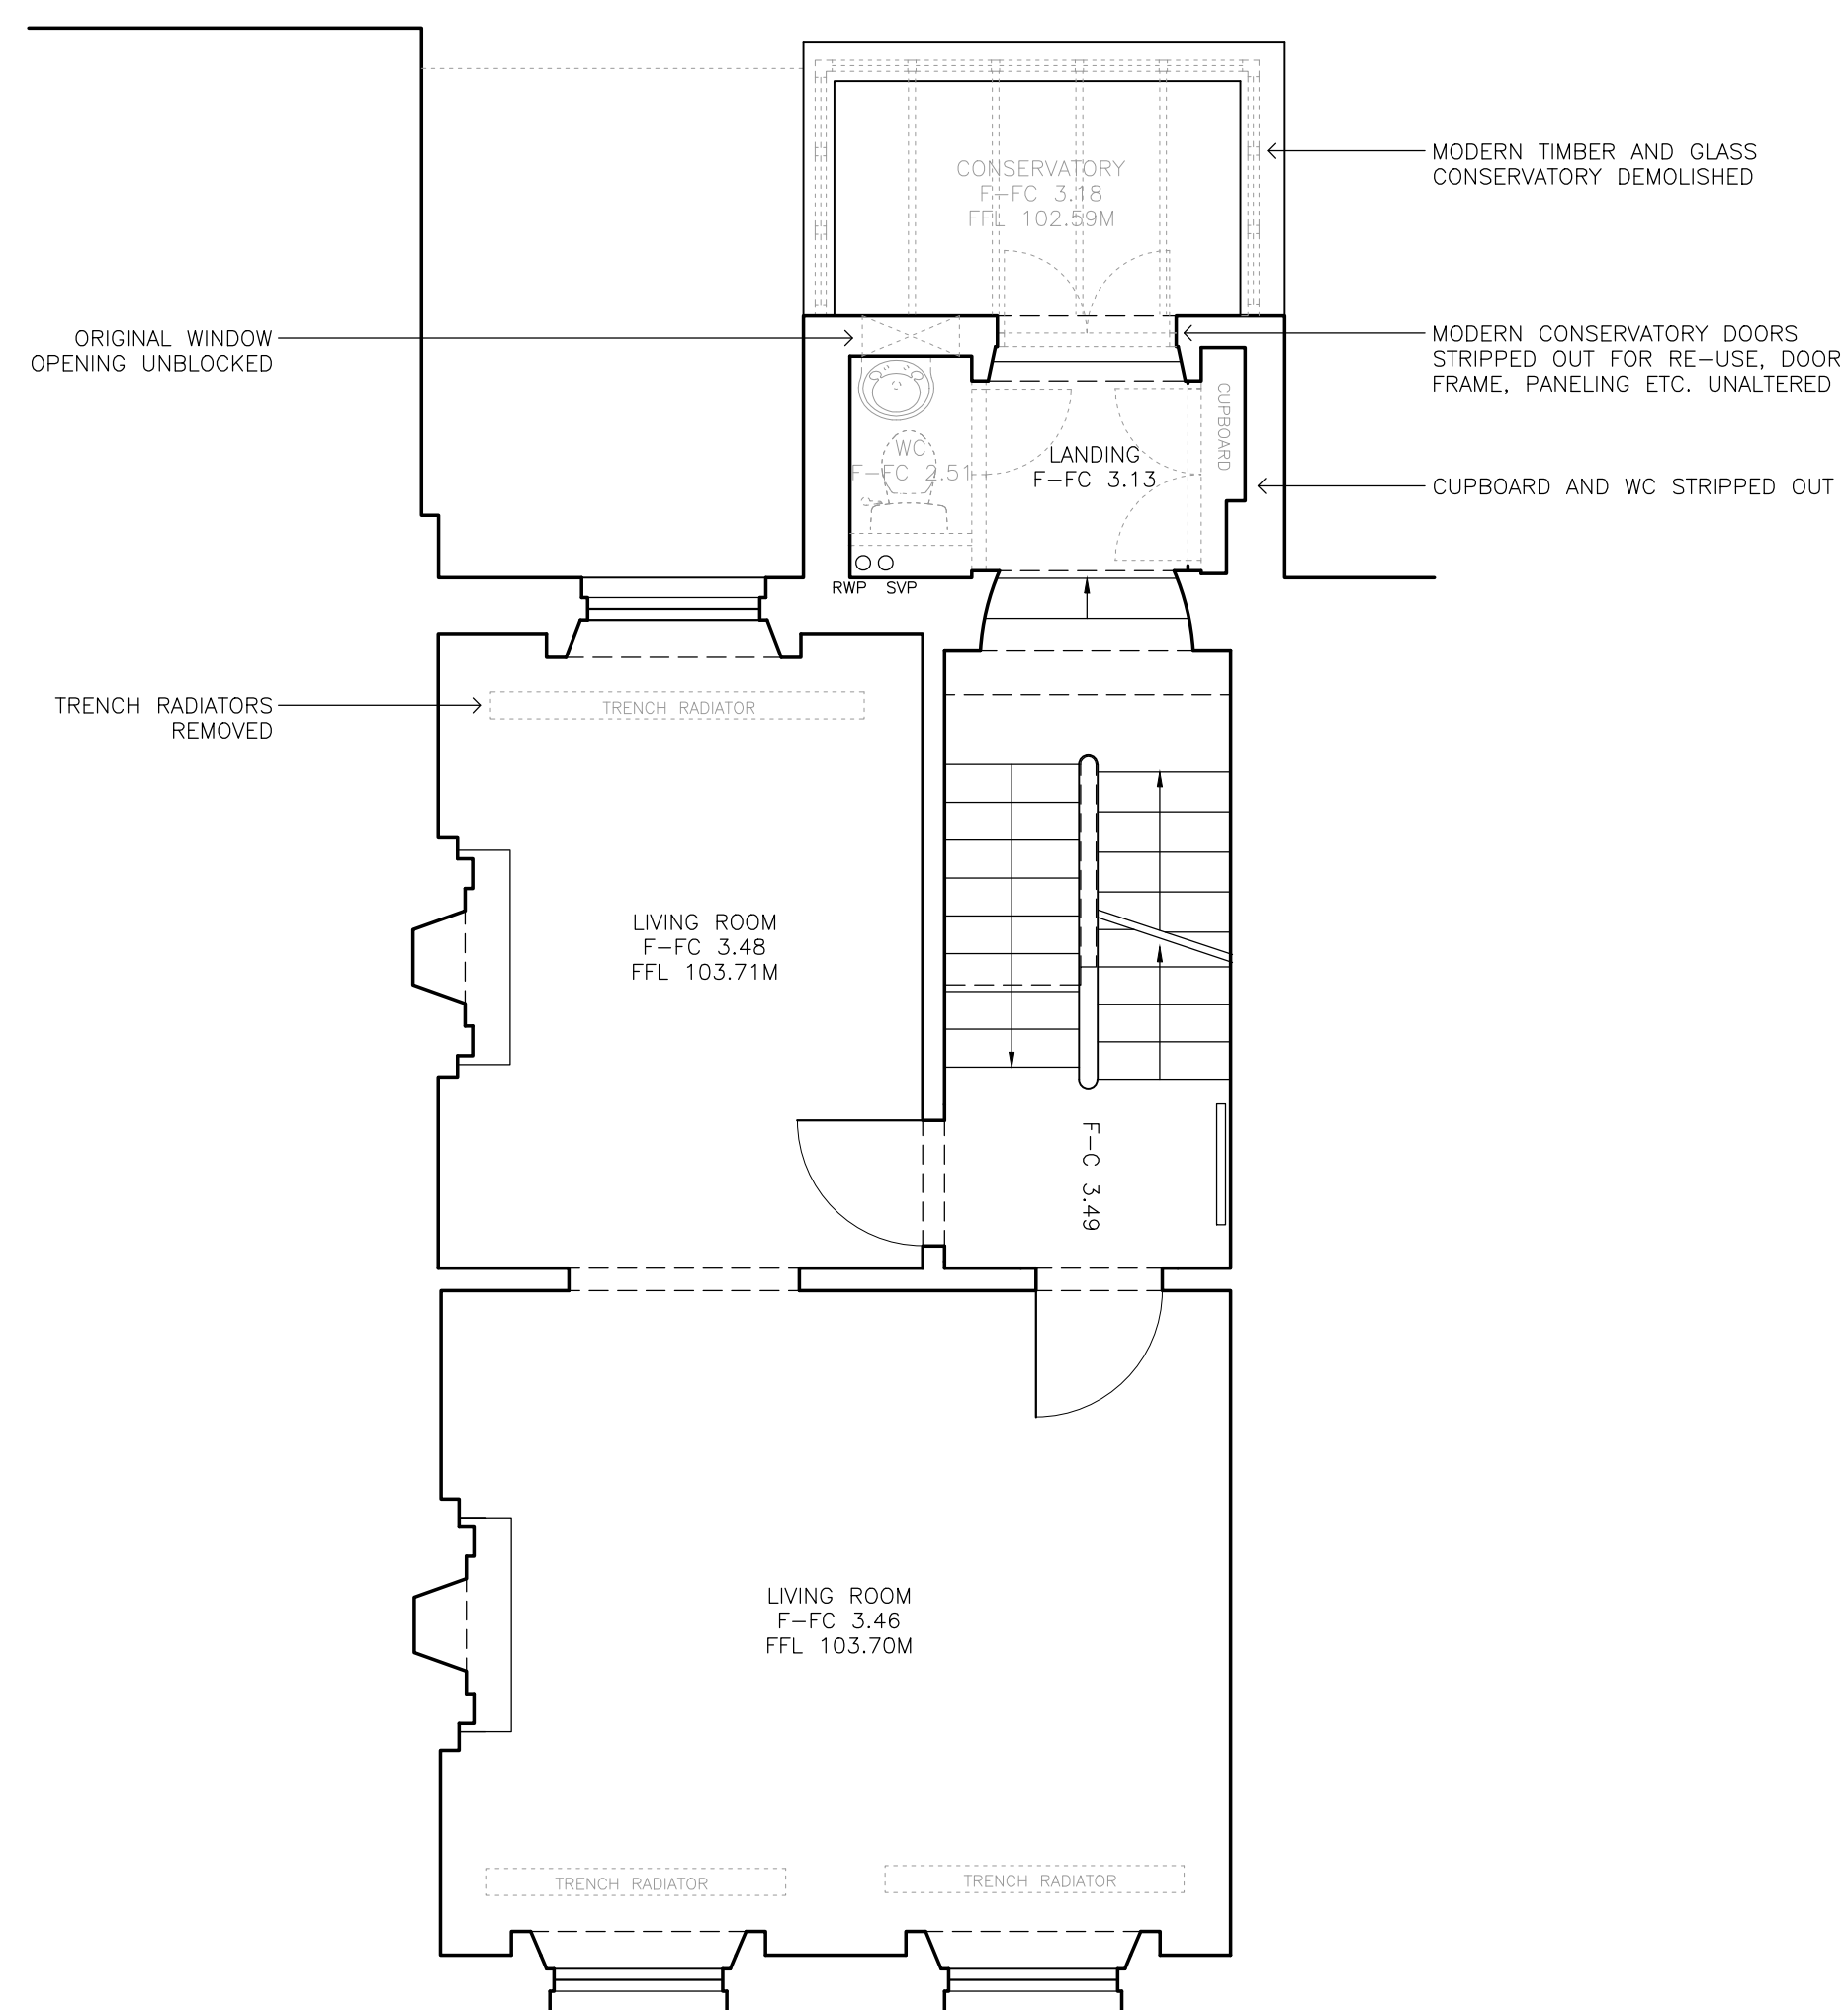 MODERN TIMBER AND GLASS
CONSERVATORY DEMOLISHED
CONSERVATORY
F-FC 3.18
FFL 102.59M
ORIGINAL WINDOW
OPENING UNBLOCKED
MODERN CONSERVATORY DOORS
STRIPPED OUT FOR RE-USE, DOOR
FRAME, PANELING ETC. UNALTERED
CUPBOARD
WC
F-FC 2.51
LANDING
F-FC 3.13
CUPBOARD AND WC STRIPPED OUT
RWP SVP
TRENCH RADIATORS
REMOVED
TRENCH RADIATOR
LIVING ROOM
F-FC 3.48
FFL 103.71M
F-C 3.49
LIVING ROOM
F-FC 3.46
FFL 103.70M
TRENCH RADIATOR
TRENCH RADIATOR